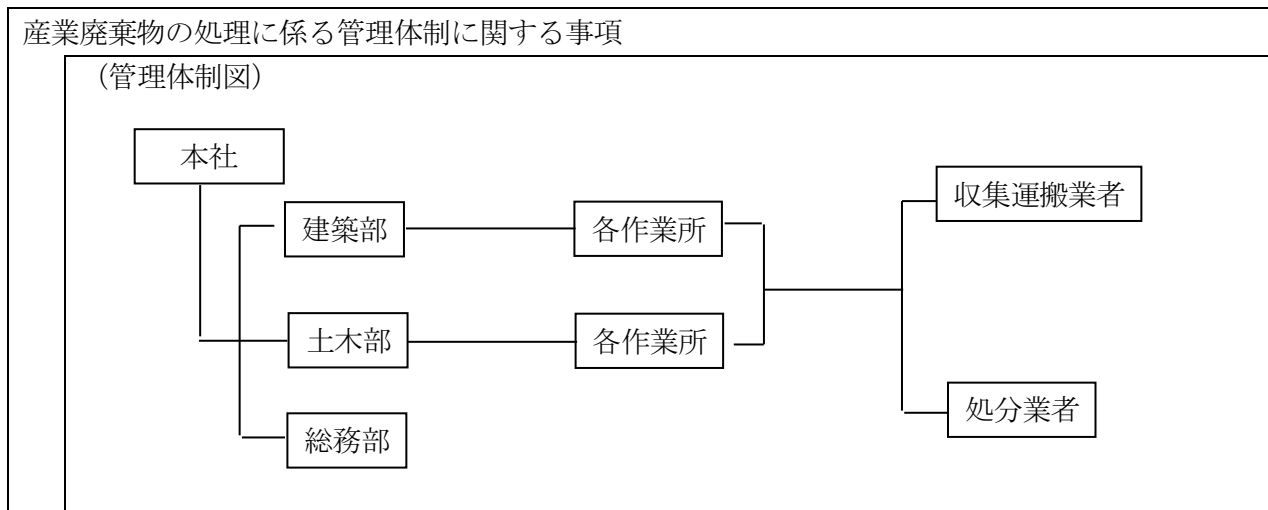 産業廃棄物の処理に係る管理体制に関する事項
（管理体制図）
本社
収集運搬業者
建築部
各作業所
土木部
各作業所
処分業者
総務部